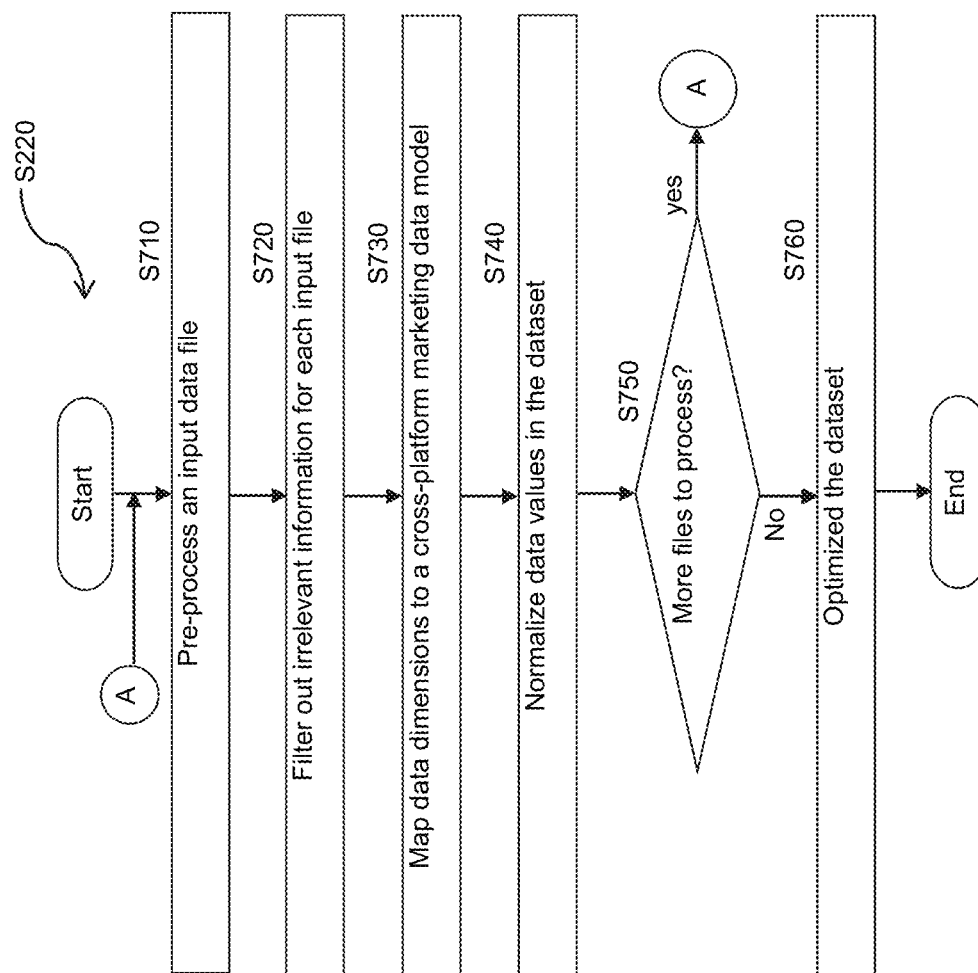 S220
Start
A
S710
Pre-process an input data file
S720
Filter out irrelevant information for each input file
S730
Map data dimensions to a cross-platform marketing data model
S740
Normalize data values in the dataset
S750
More files to process?
yes
A
No
S760
Optimized the dataset
End